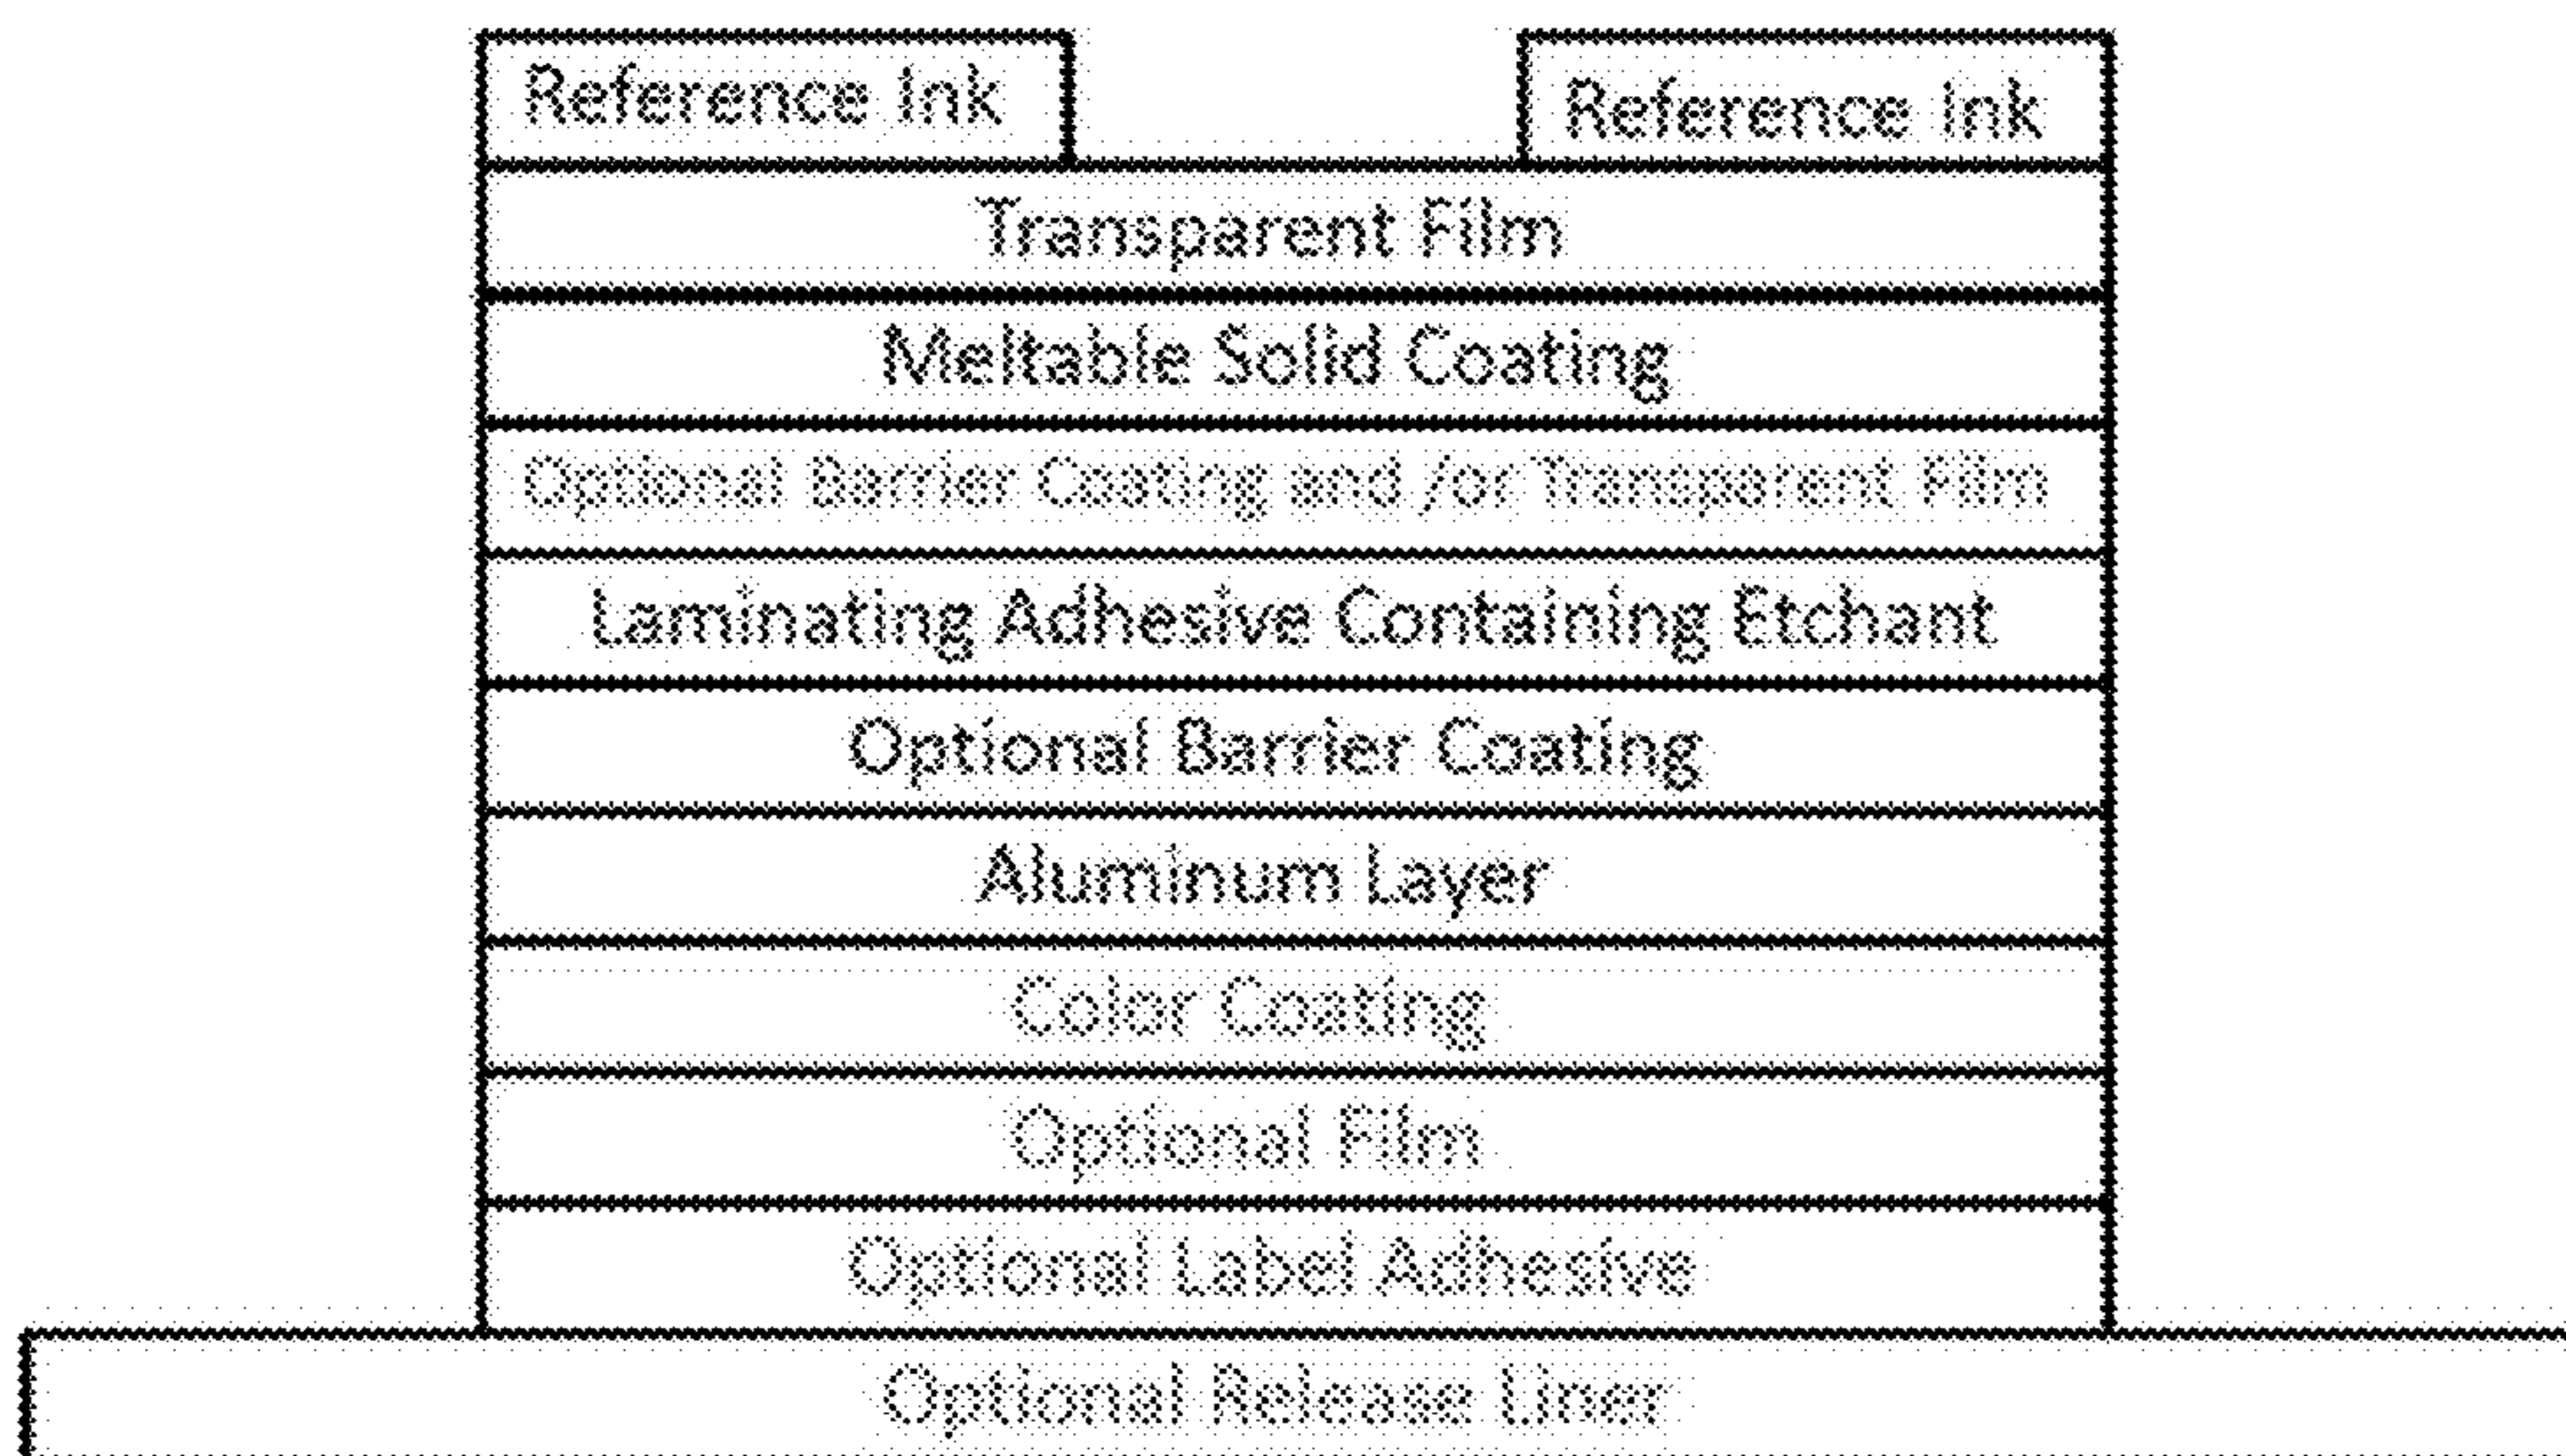 Reference Ink Reference Ink
Transparent Film
Meltable Solid Coating
Optional Barrier Coating and /or Transparent Film
Laminating Adhesive Containing Etchant
Optional Barrier Coating
Aluminum Layer
Color Coating
Optional Film
Optional Label Adhesive
Optional Release Liner